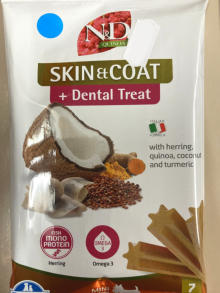 N&D
QUINOA
SKIN & COAT
+ Dental Treat
ITALIAN
FORMULA
with herring,
quinoa, coconut
and turmeric
FISH
MONO
PROTEIN
Herring
OMEGA
3
Omega 3
MINI
7